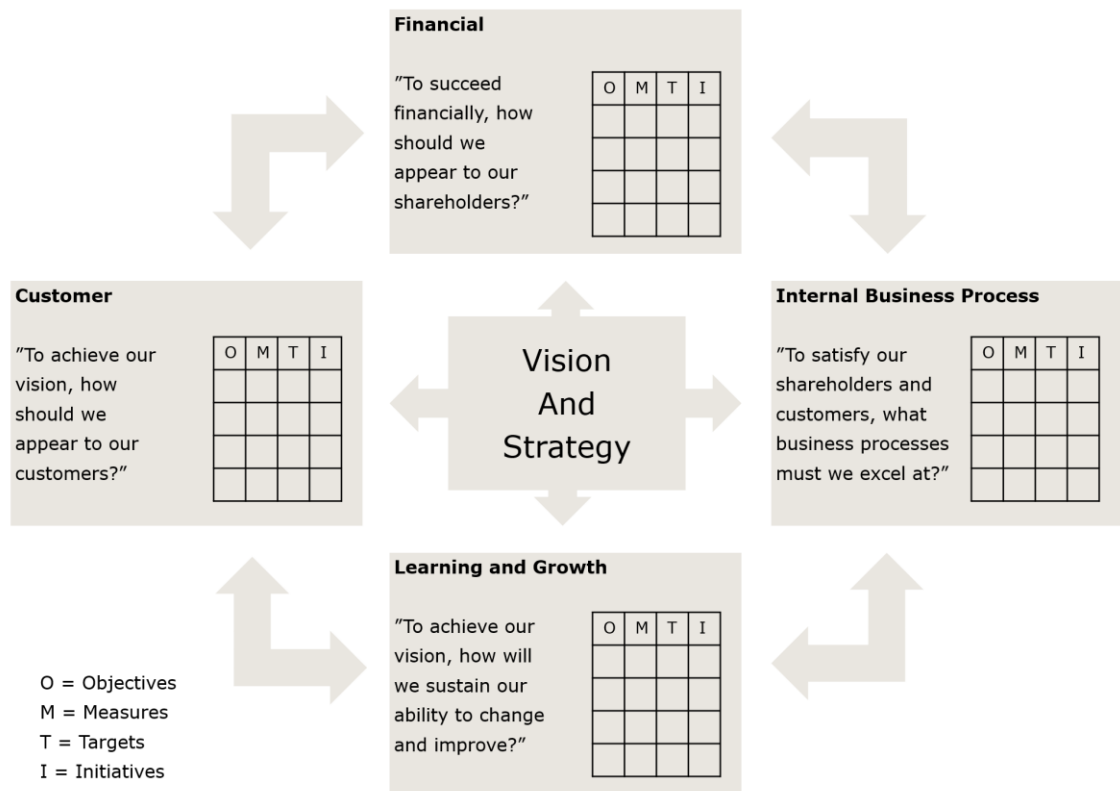 Financial
”To succeed
financially, how
should we
appear to our
shareholders?”
O M T I
Customer
”To achieve our
vision, how
should we
appear to our
customers?”
O M T I
Vision
And
Strategy
Internal Business Process
”To satisfy our
shareholders and
customers, what
business processes
must we excel at?”
O M T I
Learning and Growth
”To achieve our
vision, how will
we sustain our
ability to change
and improve?”
O M T I
O = Objectives
M = Measures
T = Targets
I = Initiatives